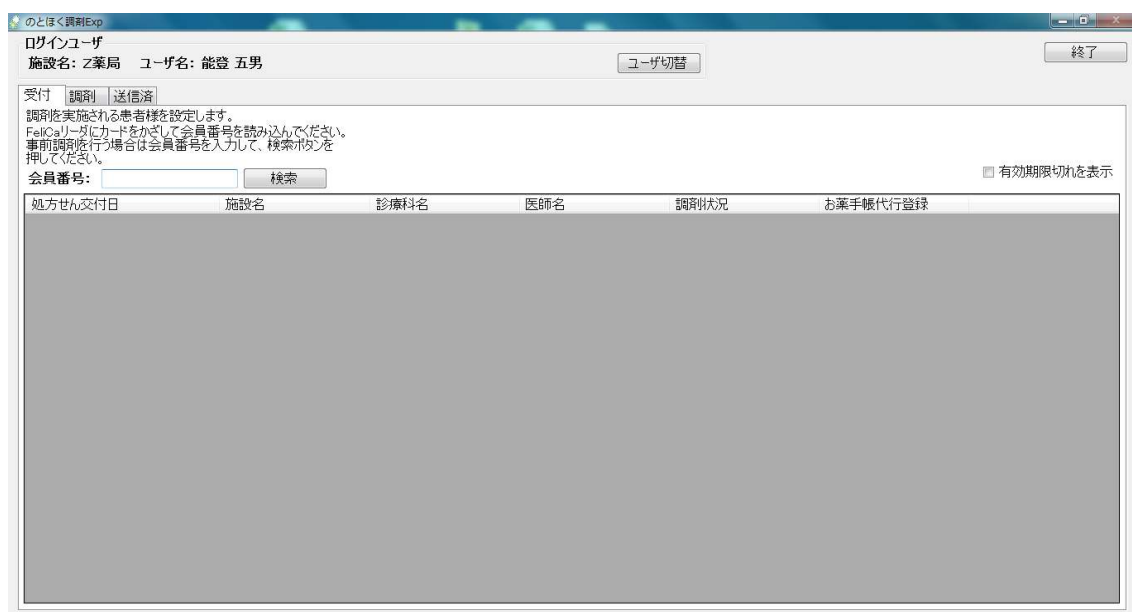 のとほく調剤Exp
ログインユーザ
施設名: Z薬局 ユーザ名: 能登 五男
ユーザ切替
終了
受付 調剤 送信済
調剤を実施される患者様を設定します。
FeliCaリーダにカードをかざして会員番号を読み込んでください。
事前調剤を行う場合は会員番号を入力して、検索ボタンを
押してください。
会員番号: 検索
有効期限切れを表示
処方せん交付日 施設名 診療科名 医師名 調剤状況 お薬手帳代行登録